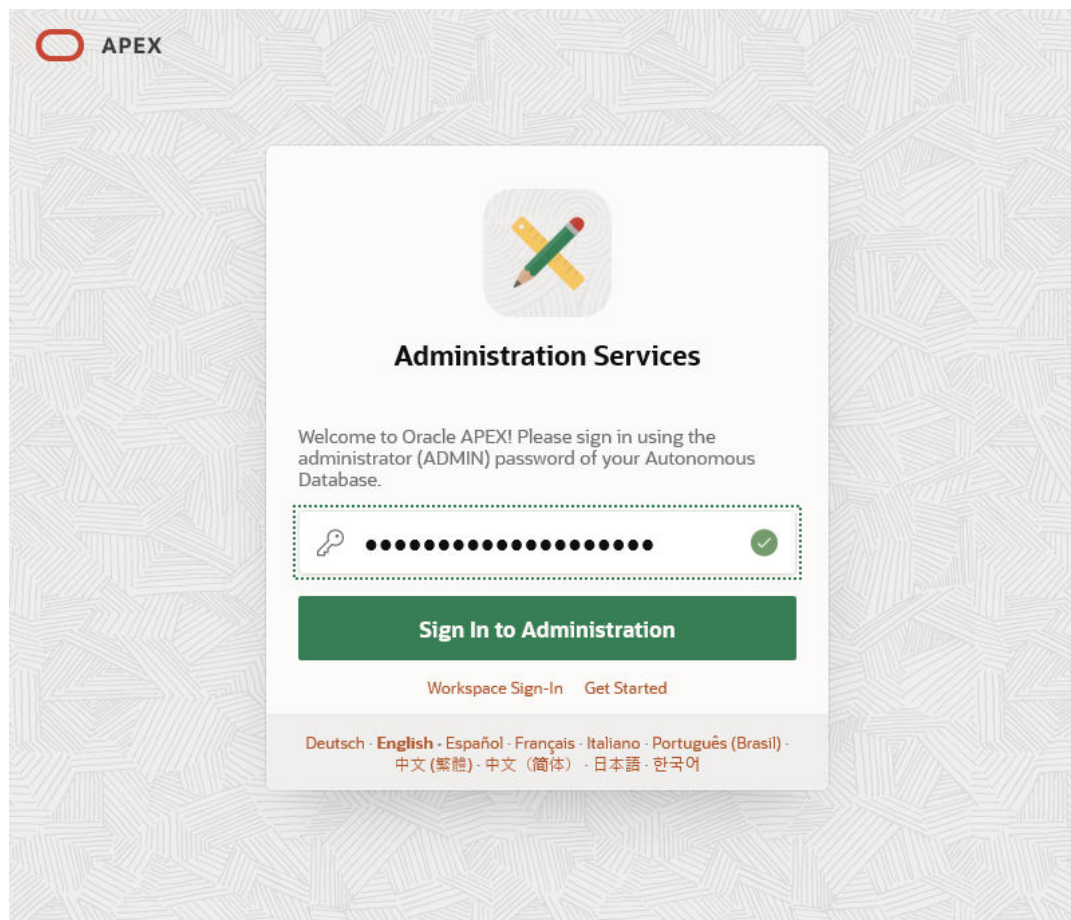 APEX
Administration Services
Welcome to Oracle APEX! Please sign in using the
administrator (ADMIN) password of your Autonomous
Database.
●●●●●●●●●●●●●●●●●●●●
Sign In to Administration
Workspace Sign-In Get Started
Deutsch · English · Español · Français · Italiano · Português (Brasil) ·
中文 (繁體) · 中文（简体） · 日本語 · 한국어